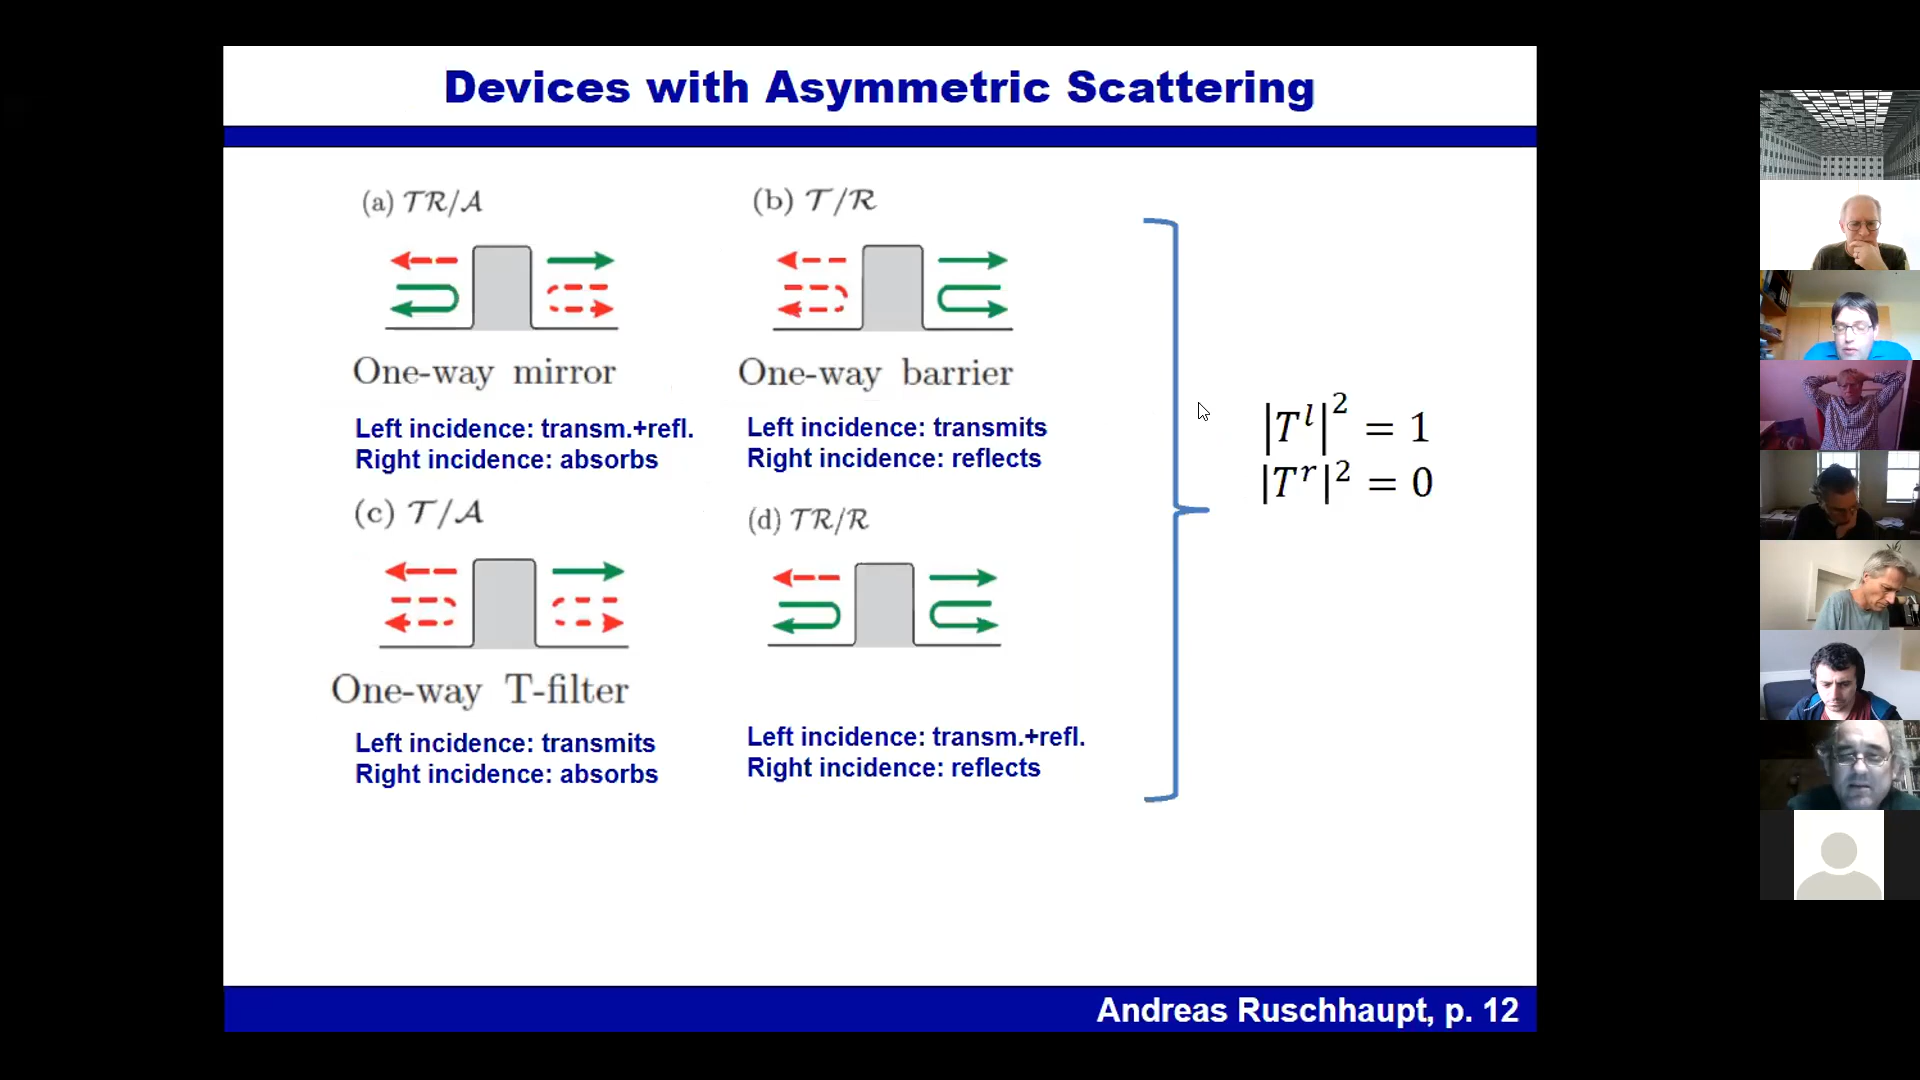 Devices with Asymmetric Scattering
(a) 𝒯ℛ/𝒜
(b) 𝒯/ℛ
One-way mirror
One-way barrier
Left incidence: transm.+refl.
Right incidence: absorbs
Left incidence: transmits
Right incidence: reflects
(c) 𝒯/𝒜
(d) 𝒯ℛ/ℛ
One-way T-filter
Left incidence: transmits
Right incidence: absorbs
Left incidence: transm.+refl.
Right incidence: reflects
|T^l|^2 = 1
|T^r|^2 = 0
Andreas Ruschhaupt, p. 12